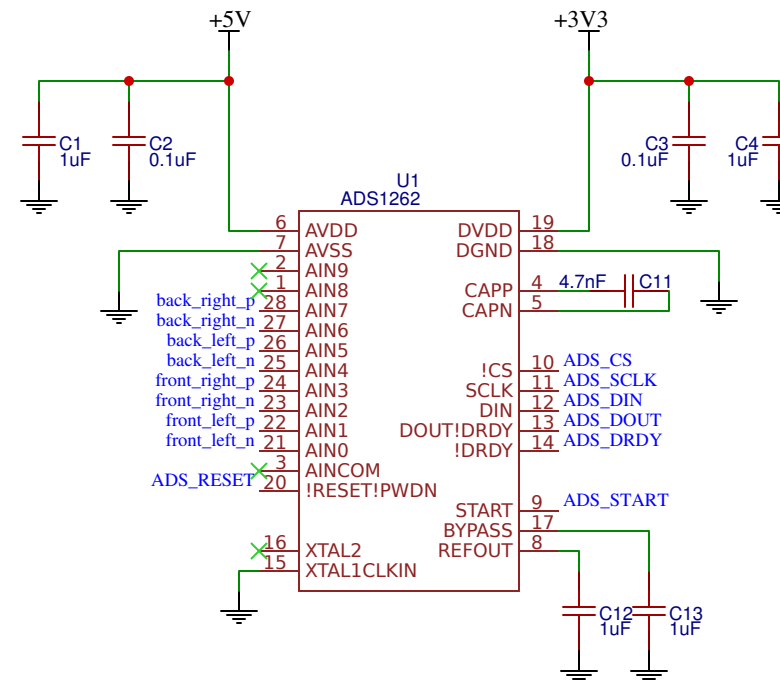 +5V
+3V3
C1
1uF
C2
0.1uF
C3
0.1uF
C4
1uF
U1
ADS1262
6 AVDD
7 AVSS
2 AIN9
1 AIN8
back_right_p 28 AIN7
back_right_n 27 AIN6
back_left_p 26 AIN5
back_left_n 25 AIN4
front_right_p 24 AIN3
front_right_n 23 AIN2
front_left_p 22 AIN1
front_left_n 21 AIN0
3 AINCOM
ADS_RESET 20 !RESET!PWDN
16 XTAL2
15 XTAL1CLKIN
DVDD 19
DGND 18
CAPP 4 4.7nF C11
CAPN 5
!CS 10 ADS_CS
SCLK 11 ADS_SCLK
DIN 12 ADS_DIN
DOUT!DRDY 13 ADS_DOUT
!DRDY 14 ADS_DRDY
START 9 ADS_START
BYPASS 17
REFOUT 8
C12
1uF
C13
1uF